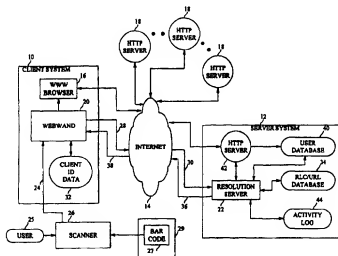 18
HTTP
SERVER
18
HTTP
SERVER
18
HTTP
SERVER
10
CLIENT SYSTEM
16
WWW
BROWSER
20
WEBWAND
28
38
CLIENT
ID DATA
32
24
INTERNET
14
30
36
12
SERVER SYSTEM
HTTP
SERVER
42
40
USER
DATABASE
34
RLC/URL
DATABASE
RESOLUTION
SERVER
22
44
ACTIVITY
LOG
25
USER
26
SCANNER
BAR
CODE
27
29